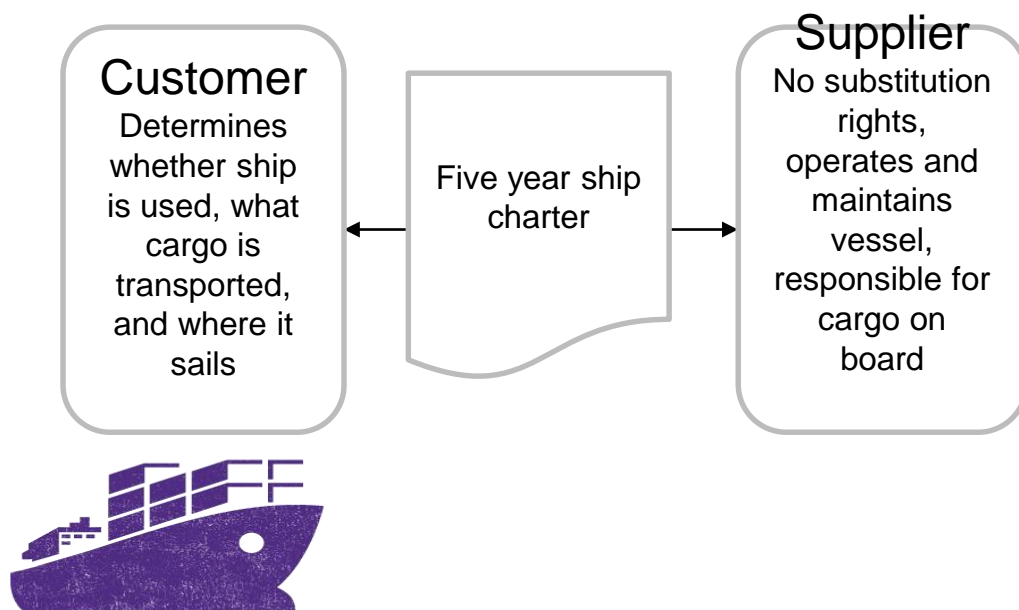 Customer
Determines
whether ship
is used, what
cargo is
transported,
and where it
sails
Five year ship
charter
Supplier
No substitution
rights,
operates and
maintains
vessel,
responsible for
cargo on
board